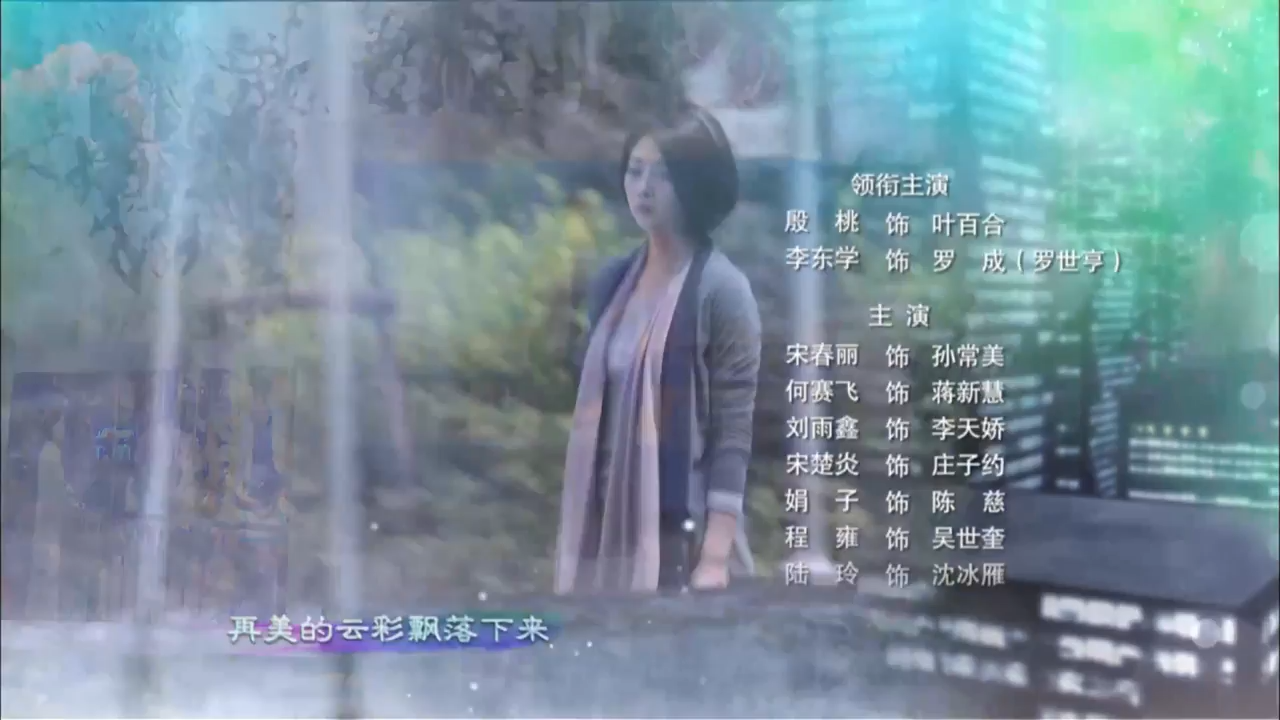 领衔主演
殷 桃 饰 叶百合
李东学 饰 罗 成（罗世亨）
主 演
宋春丽 饰 孙常美
何赛飞 饰 蒋新慧
刘雨鑫 饰 李天娇
宋楚炎 饰 庄子约
娟 子 饰 陈 慈
程 雍 饰 吴世奎
陆 玲 饰 沈冰雁
再美的云彩飘落下来